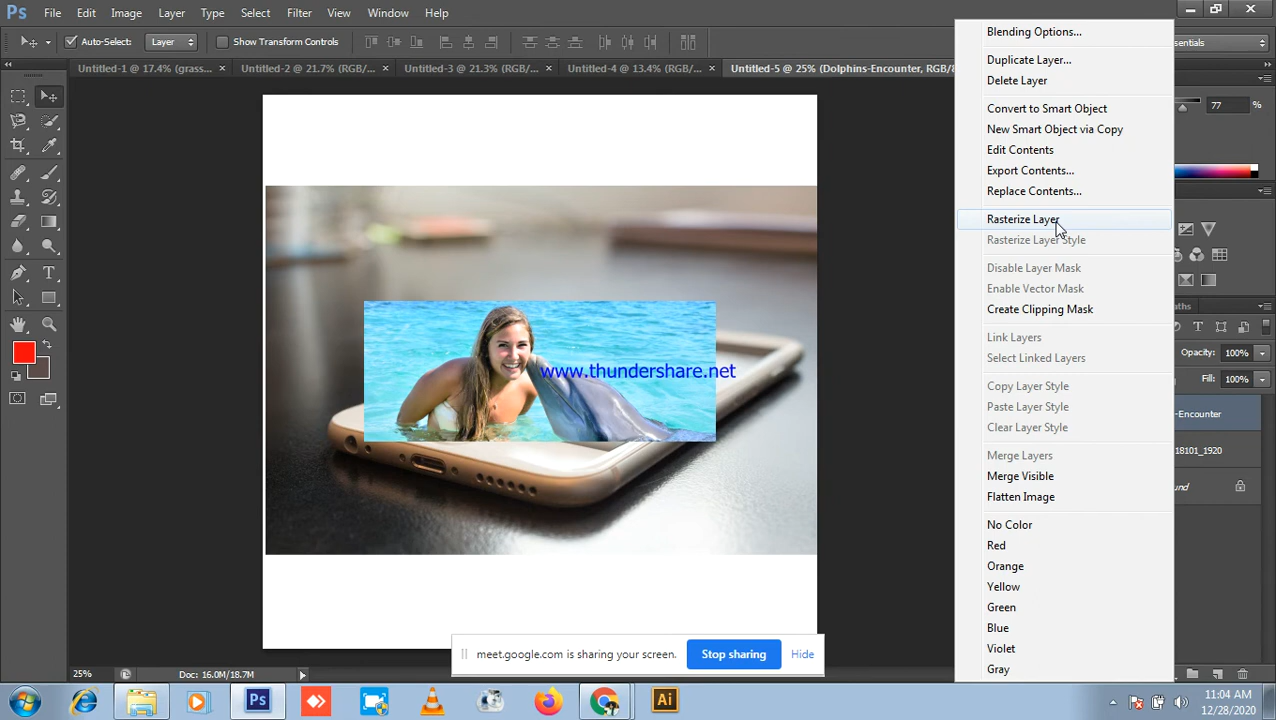 Ps File Edit Image Layer Type Select Filter View Window Help
Auto-Select: Layer Show Transform Controls
Untitled-1 @ 17.4% (grass... × Untitled-2 @ 21.7% (RGB/... × Untitled-3 @ 21.3% (RGB/... × Untitled-4 @ 13.4% (RGB/... × Untitled-5 @ 25% (Dolphins-Encounter, RGB/8
Blending Options...
Duplicate Layer...
Delete Layer
Convert to Smart Object
New Smart Object via Copy
Edit Contents
Export Contents...
Replace Contents...
Rasterize Layer
Rasterize Layer Style
Disable Layer Mask
Enable Vector Mask
Create Clipping Mask
Link Layers
Select Linked Layers
Copy Layer Style
Paste Layer Style
Clear Layer Style
Merge Layers
Merge Visible
Flatten Image
No Color
Red
Orange
Yellow
Green
Blue
Violet
Gray
sentials
77 %
aths
Opacity: 100%
Fill: 100%
-Encounter
18101_1920
und
www.thundershare.net
meet.google.com is sharing your screen. Stop sharing Hide
25% Doc: 16.0M/18.7M
Ps Ai
11:04 AM
12/28/2020